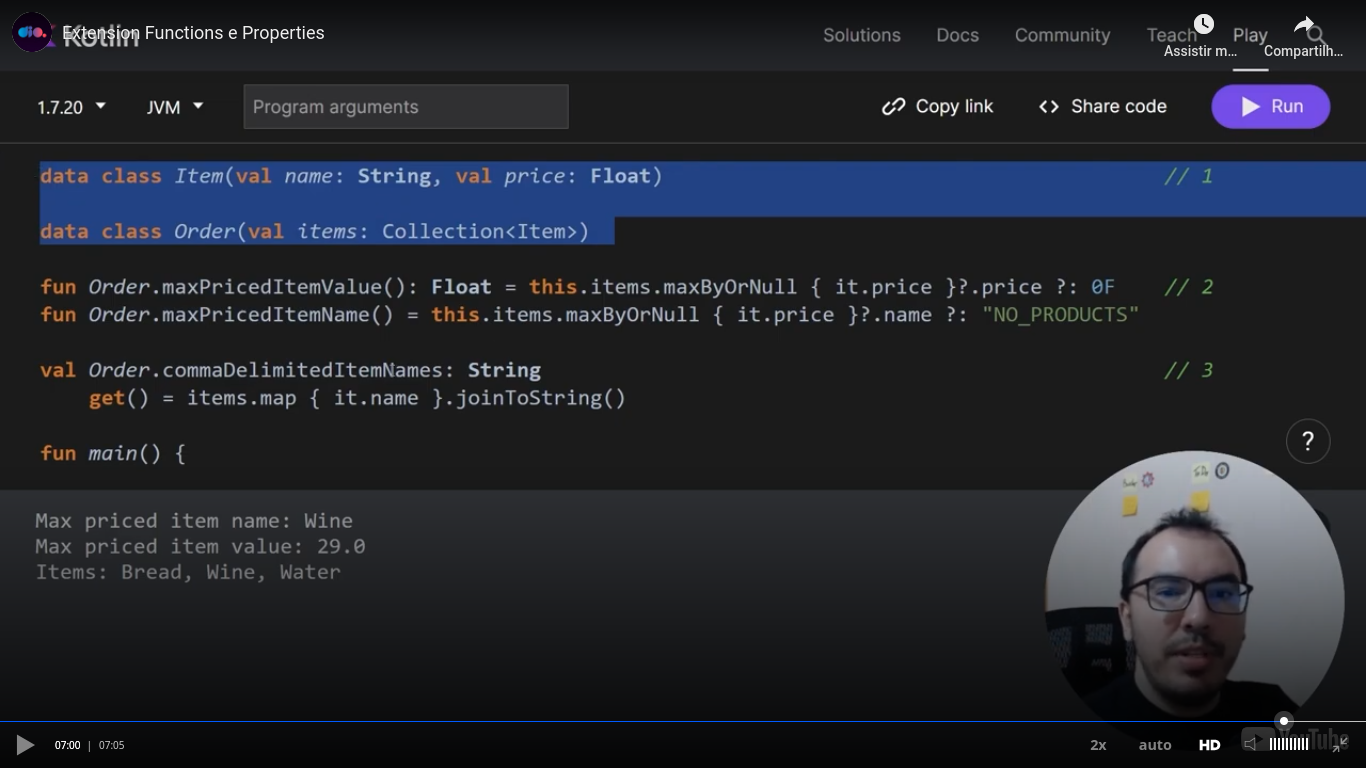 Extension Functions e Properties
Kotlin
Solutions Docs Community Teach Play
Assistir m... Compartilh...
1.7.20 JVM Program arguments Copy link <> Share code Run
data class Item(val name: String, val price: Float) // 1
data class Order(val items: Collection<Item>)
fun Order.maxPricedItemValue(): Float = this.items.maxByOrNull { it.price }?.price ?: 0F // 2
fun Order.maxPricedItemName() = this.items.maxByOrNull { it.price }?.name ?: "NO_PRODUCTS"
val Order.commaDelimitedItemNames: String // 3
get() = items.map { it.name }.joinToString()
fun main() {
?
Max priced item name: Wine
Max priced item value: 29.0
Items: Bread, Wine, Water
07:00 | 07:05 2x auto HD YouTube